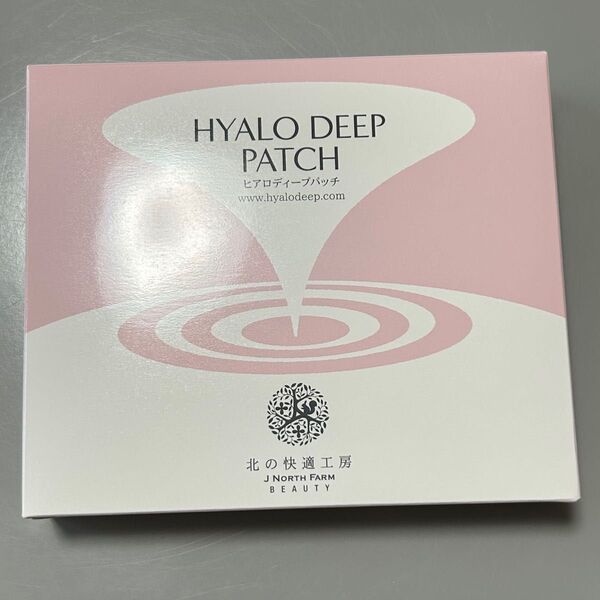 HYALO DEEP
PATCH
ヒアロディープパッチ
www.hyalodeep.com
北の快適工房
J NORTH FARM
BEAUTY